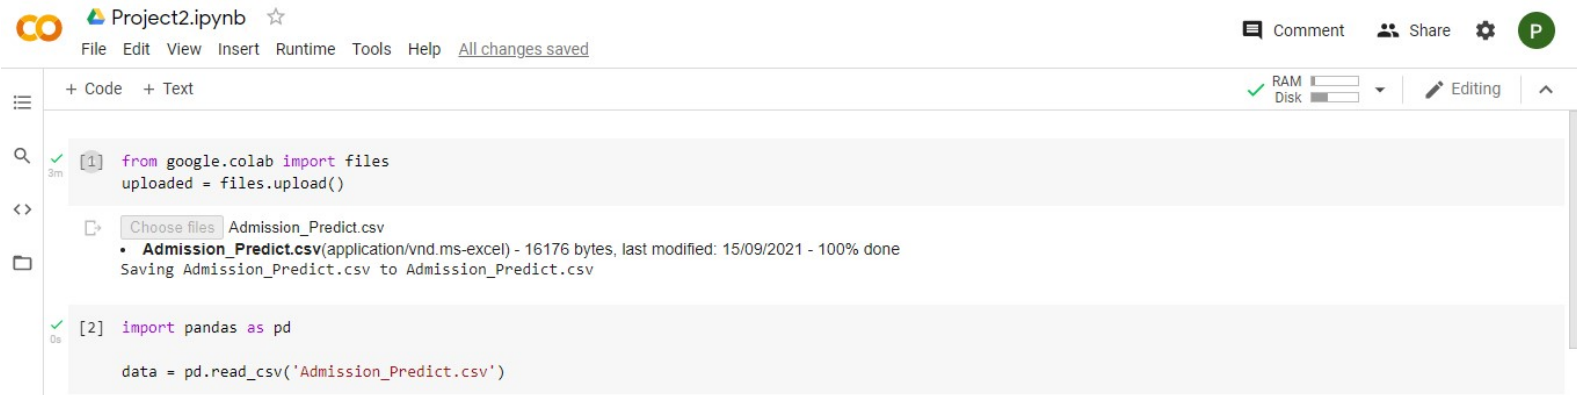 CO Project2.ipynb
File Edit View Insert Runtime Tools Help All changes saved
Comment Share P
+ Code + Text
RAM
Disk
Editing
[1] from google.colab import files
3m
uploaded = files.upload()
Choose files Admission_Predict.csv
• Admission_Predict.csv(application/vnd.ms-excel) - 16176 bytes, last modified: 15/09/2021 - 100% done
Saving Admission_Predict.csv to Admission_Predict.csv
[2] import pandas as pd
0s
data = pd.read_csv('Admission_Predict.csv')